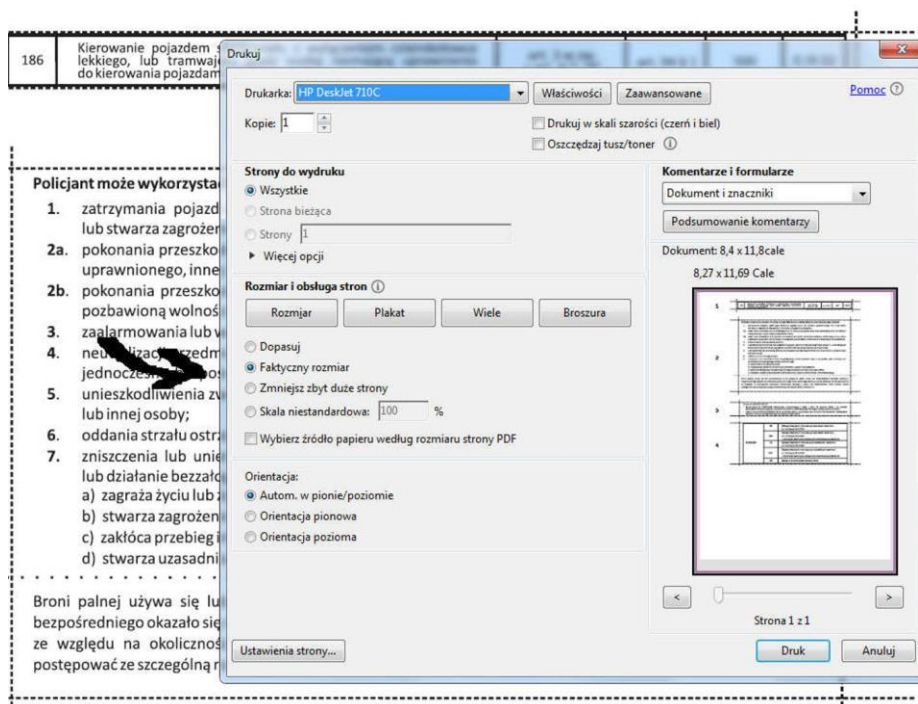 186
Kierowanie pojazdem
lekkiego, lub tramwaj
do kierowania pojazdam
Policjant może wykorzysta
1. zatrzymania pojazd
lub stwarza zagrożen
2a. pokonania przeszko
uprawnionego, inne
2b. pokonania przeszko
pozbawioną wolnoś
3. zaalarmowania lub w
4.
5. unieszkodliwienia zw
lub innej osoby;
6. oddania strzału ostrz
7. zniszczenia lub unie
lub działanie bezzało
a) zagraża życiu lub z
b) stwarza zagrożen
c) zakłóca przebieg i
d) stwarza uzasadni
Broni palnej używa się lu
bezpośredniego okazało się
ze względu na okolicznoś
postępować ze szczególną r
Drukuj
Drukarka: HP DeskJet 710C Właściwości Zaawansowane Pomoc
Kopie: 1 Drukuj w skali szarości (czerń i biel)
Oszczędzaj tusz/toner
Strony do wydruku
Wszystkie
Strona bieżąca
Strony 1
Więcej opcji
Rozmiar i obsługa stron
Rozmiar Plakat Wiele Broszura
Dopasuj
Faktyczny rozmiar
Zmniejsz zbyt duże strony
Skala niestandardowa: 100 %
Wybierz źródło papieru według rozmiaru strony PDF
Orientacja:
Autom. w pionie/poziomie
Orientacja pionowa
Orientacja pozioma
Komentarze i formularze
Dokument i znaczniki
Podsumowanie komentarzy
Dokument: 8,4 x 11,8cale
8,27 x 11,69 Cale
1
2
3
4
< >
Strona 1 z 1
Ustawienia strony... Druk Anuluj